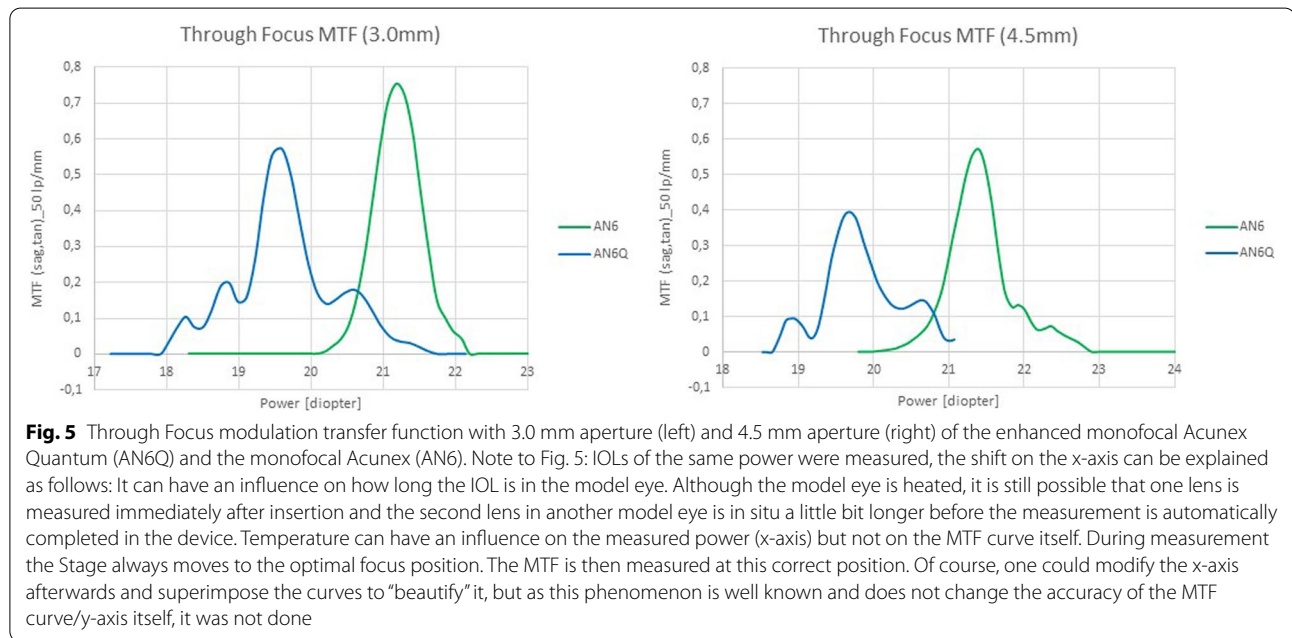 Through Focus MTF (3.0mm)
0,8
0,7
0,6
0,5
0,4
0,3
0,2
0,1
0
-0,1
MTF (sag,tan)_50 lp/mm
17 18 19 20 21 22 23
Power [diopter]
AN6
AN6Q
Through Focus MTF (4.5mm)
0,8
0,7
0,6
0,5
0,4
0,3
0,2
0,1
0
-0,1
MTF (sag,tan)_50 lp/mm
18 19 20 21 22 23 24
Power [diopter]
AN6
AN6Q
Fig. 5 Through Focus modulation transfer function with 3.0 mm aperture (left) and 4.5 mm aperture (right) of the enhanced monofocal Acunex
Quantum (AN6Q) and the monofocal Acunex (AN6). Note to Fig. 5: IOLs of the same power were measured, the shift on the x-axis can be explained
as follows: It can have an influence on how long the IOL is in the model eye. Although the model eye is heated, it is still possible that one lens is
measured immediately after insertion and the second lens in another model eye is in situ a little bit longer before the measurement is automatically
completed in the device. Temperature can have an influence on the measured power (x-axis) but not on the MTF curve itself. During measurement
the Stage always moves to the optimal focus position. The MTF is then measured at this correct position. Of course, one could modify the x-axis
afterwards and superimpose the curves to “beautify” it, but as this phenomenon is well known and does not change the accuracy of the MTF
curve/y-axis itself, it was not done